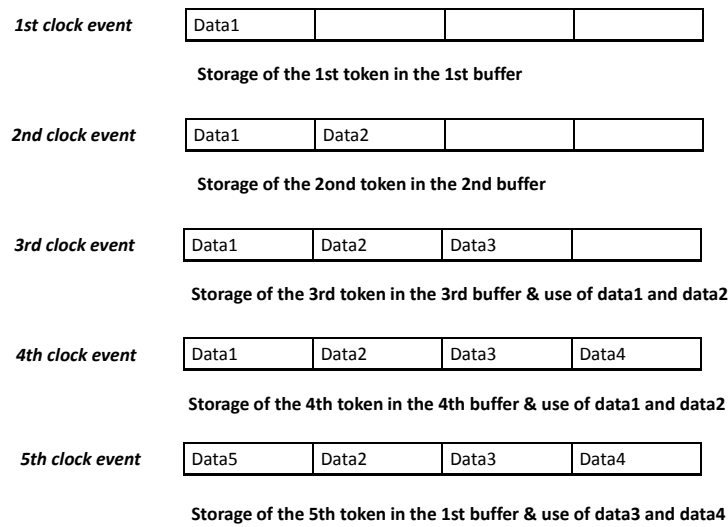 1st clock event Data1
Storage of the 1st token in the 1st buffer
2nd clock event Data1 Data2
Storage of the 2ond token in the 2nd buffer
3rd clock event Data1 Data2 Data3
Storage of the 3rd token in the 3rd buffer & use of data1 and data2
4th clock event Data1 Data2 Data3 Data4
Storage of the 4th token in the 4th buffer & use of data1 and data2
5th clock event Data5 Data2 Data3 Data4
Storage of the 5th token in the 1st buffer & use of data3 and data4